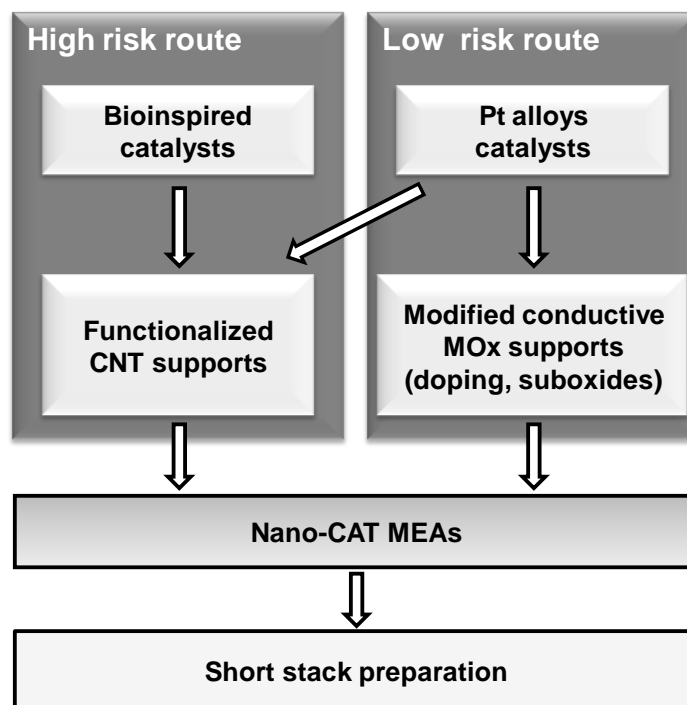 High risk route
Low risk route
Bioinspired
catalysts
Pt alloys
catalysts
Functionalized
CNT supports
Modified conductive
MOx supports
(doping, suboxides)
Nano-CAT MEAs
Short stack preparation